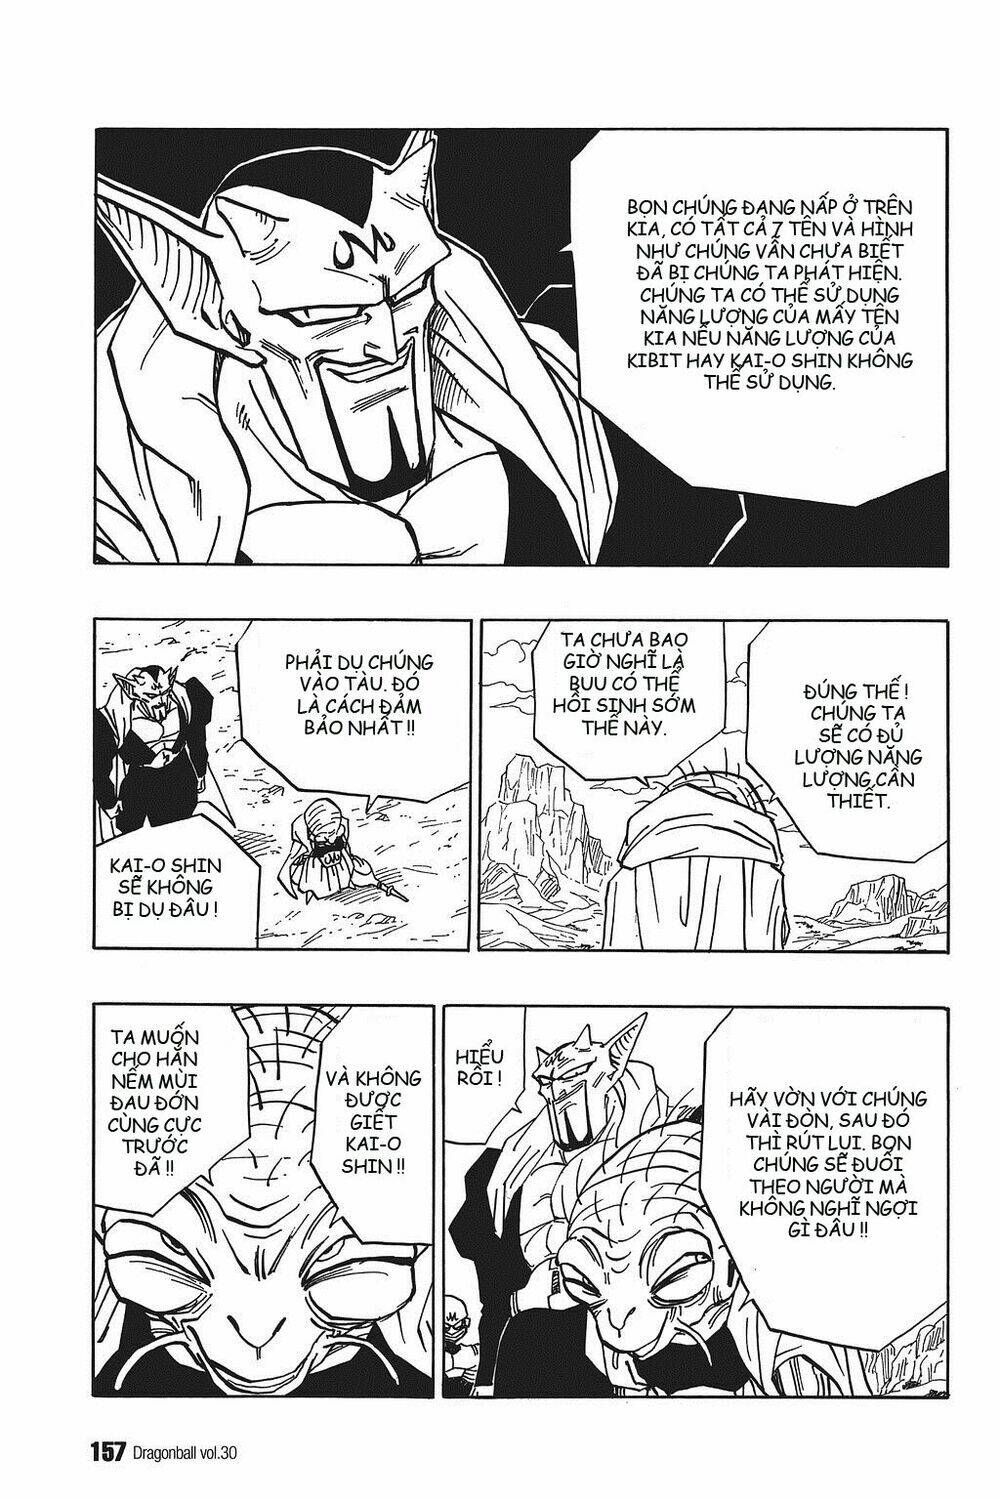 BỌN CHÚNG ĐANG NẤP Ở TRÊN
KIA, CÓ TẤT CẢ 7 TÊN VÀ HÌNH
NHƯ CHÚNG VẪN CHƯA BIẾT
ĐÃ BỊ CHÚNG TA PHÁT HIỆN.
CHÚNG TA CÓ THỂ SỬ DỤNG
NĂNG LƯỢNG CỦA MẤY TÊN
KIA NẾU NĂNG LƯỢNG CỦA
KIBIT HAY KAI-O SHIN KHÔNG
THỂ SỬ DỤNG.
ĐÚNG THẾ !
CHÚNG TA
SẼ CÓ ĐỦ
LƯỢNG NĂNG
LƯỢNG CẦN
THIẾT.
TA CHƯA BAO
GIỜ NGHĨ LÀ
BUU CÓ THỂ
HỒI SINH SỚM
THẾ NÀY.
PHẢI DỤ CHÚNG
VÀO TÀU. ĐÓ
LÀ CÁCH ĐẢM
BẢO NHẤT !!
KAI-O SHIN
SẼ KHÔNG
BỊ DỤ ĐÂU !
HÃY VỜN VỚI CHÚNG
VÀI ĐÒN, SAU ĐÓ
THÌ RÚT LUI. BỌN
CHÚNG SẼ ĐUỔI
THEO NGƯỜI MÀ
KHÔNG NGHĨ NGỢI
GÌ ĐÂU !!
HIỂU
RỒI !
VÀ KHÔNG
ĐƯỢC
GIẾT
KAI-O
SHIN !!
TA MUỐN
CHO HẮN
NẾM MÙI
ĐAU ĐỚN
CÙNG CỰC
TRƯỚC
ĐÃ !!
157 Dragonball vol.30